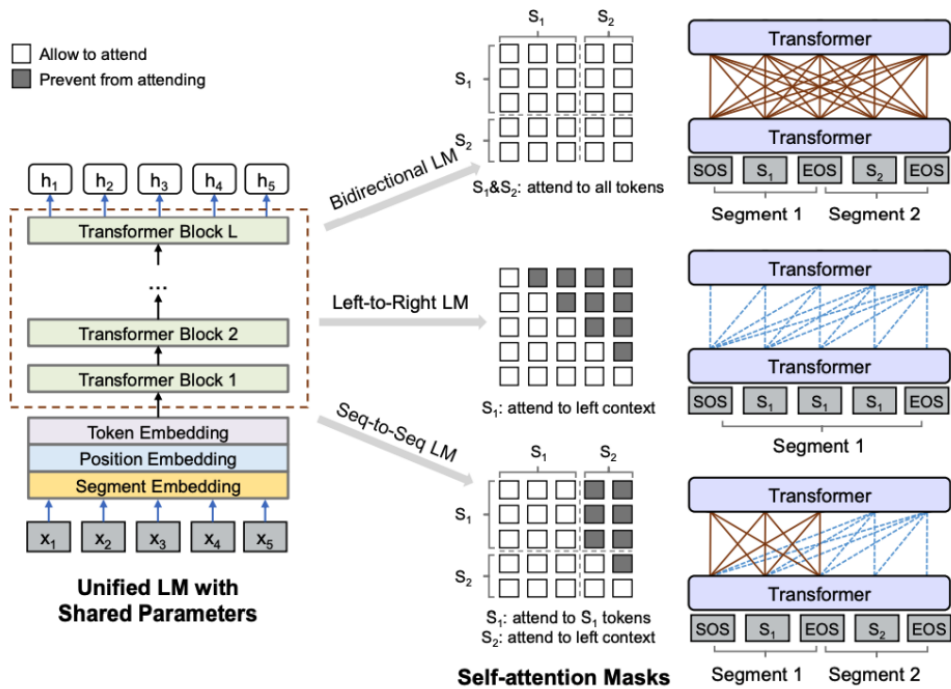 Allow to attend
Prevent from attending
h1 h2 h3 h4 h5
Transformer Block L
...
Transformer Block 2
Transformer Block 1
Token Embedding
Position Embedding
Segment Embedding
x1 x2 x3 x4 x5
Unified LM with
Shared Parameters
Bidirectional LM
Left-to-Right LM
Seq-to-Seq LM
S1 S2
S1
S2
S1&S2: attend to all tokens
S1: attend to left context
S1 S2
S1
S2
S1: attend to S1 tokens
S2: attend to left context
Self-attention Masks
Transformer
Transformer
SOS S1 EOS S2 EOS
Segment 1 Segment 2
Transformer
Transformer
SOS S1 S1 S1 EOS
Segment 1
Transformer
Transformer
SOS S1 EOS S2 EOS
Segment 1 Segment 2